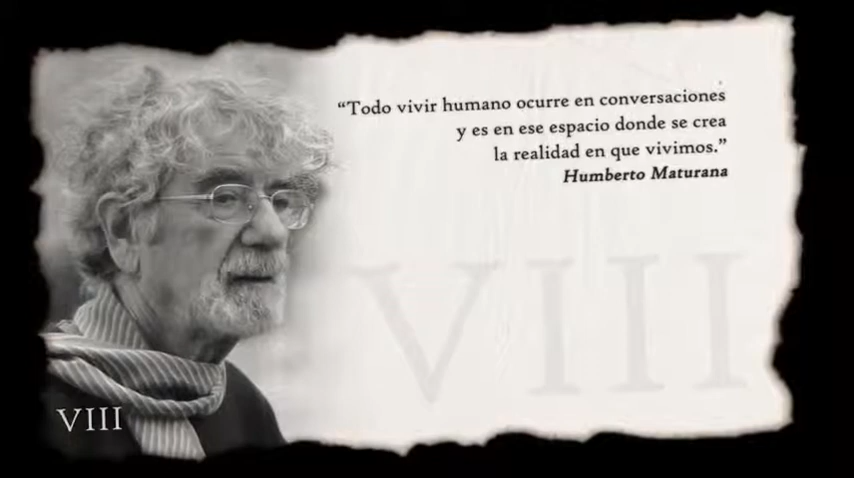 “Todo vivir humano ocurre en conversaciones
y es en ese espacio donde se crea
la realidad en que vivimos.”
Humberto Maturana
VIII
VIII